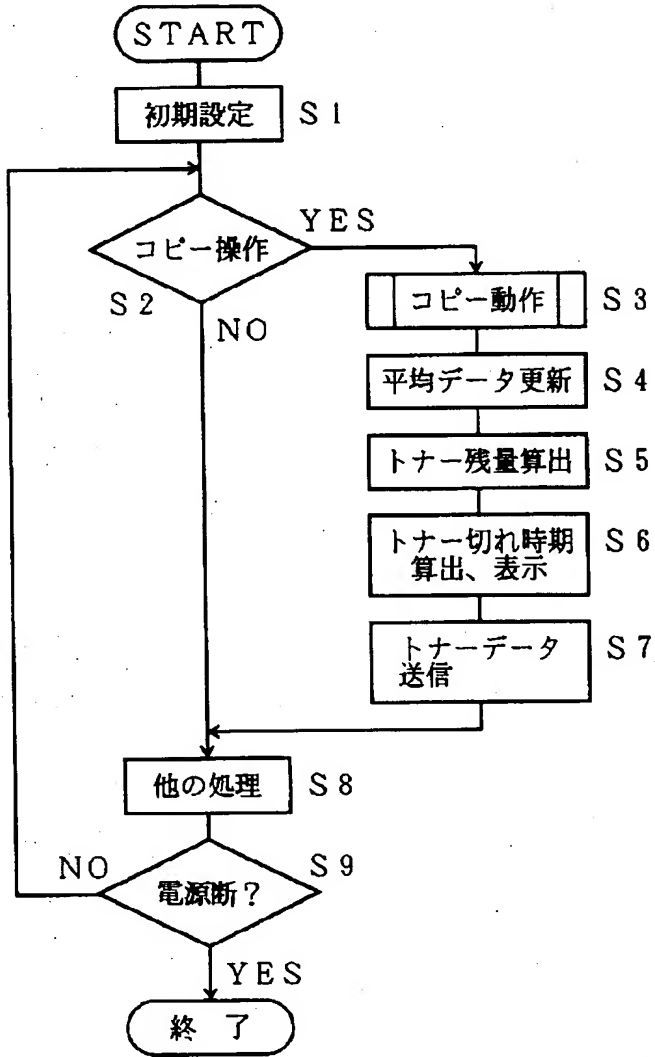 START
初期設定 S1
コピー操作 YES
S2
NO
コピー動作 S3
平均データ更新 S4
トナー残量算出 S5
トナー切れ時期 S6
算出、表示
トナーデータ S7
送信
他の処理 S8
NO 電源断? S9
YES
終了